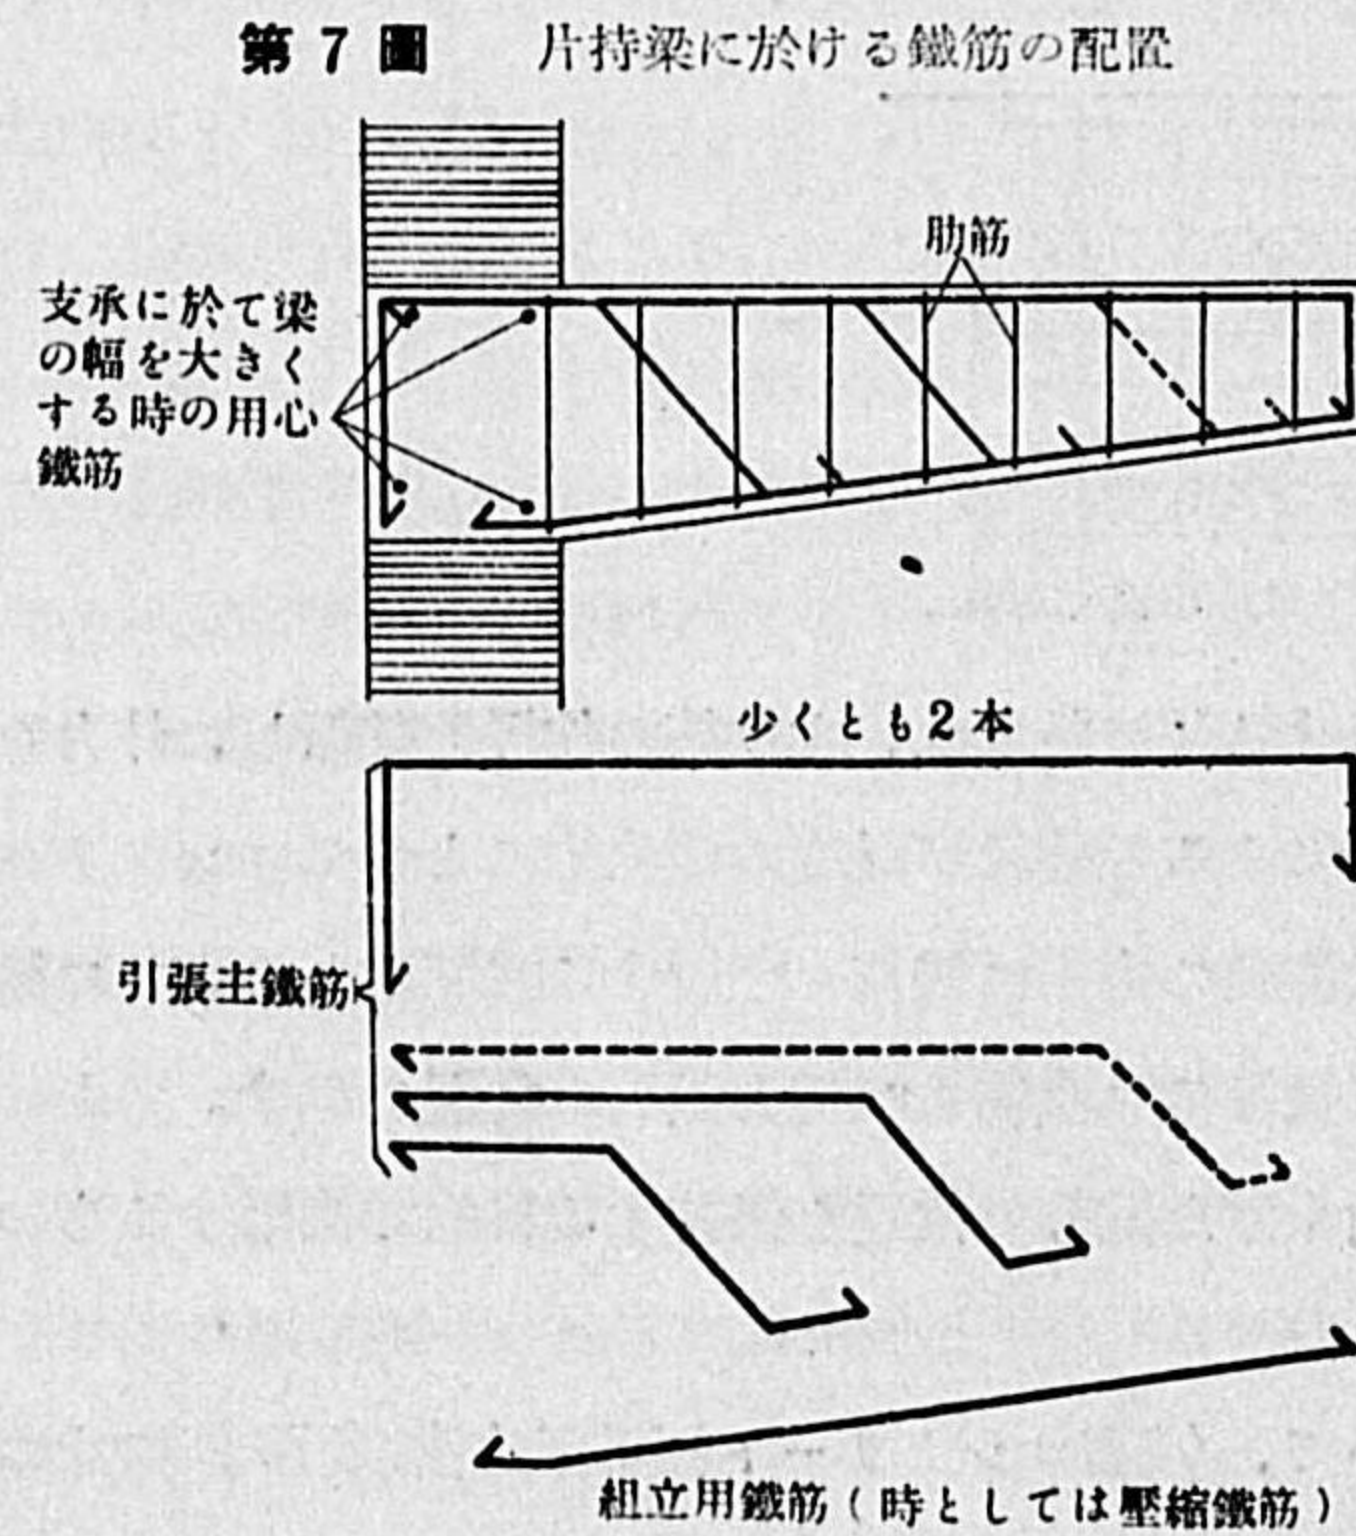 第7圖 片持梁に於ける鐵筋の配置
肋筋
支承に於て梁
の幅を大きく
する時の用心
鐵筋
少くとも2本
引張主鐵筋
組立用鐵筋(時としては壓縮鐵筋)